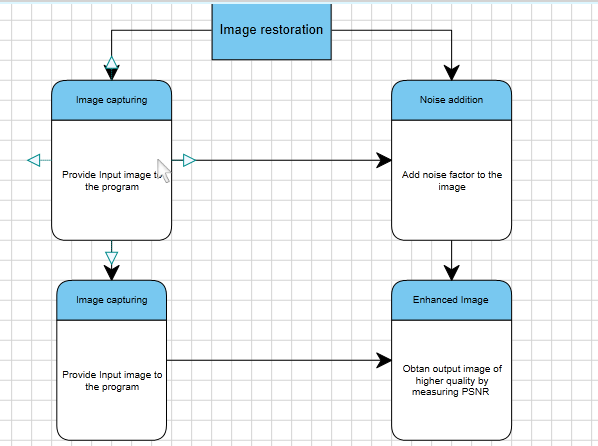 Image restoration
Image capturing
Noise addition
Provide Input image to
the program
Add noise factor to the
image
Image capturing
Enhanced Image
Provide Input image to
the program
Obtan output image of
higher quality by
measuring PSNR